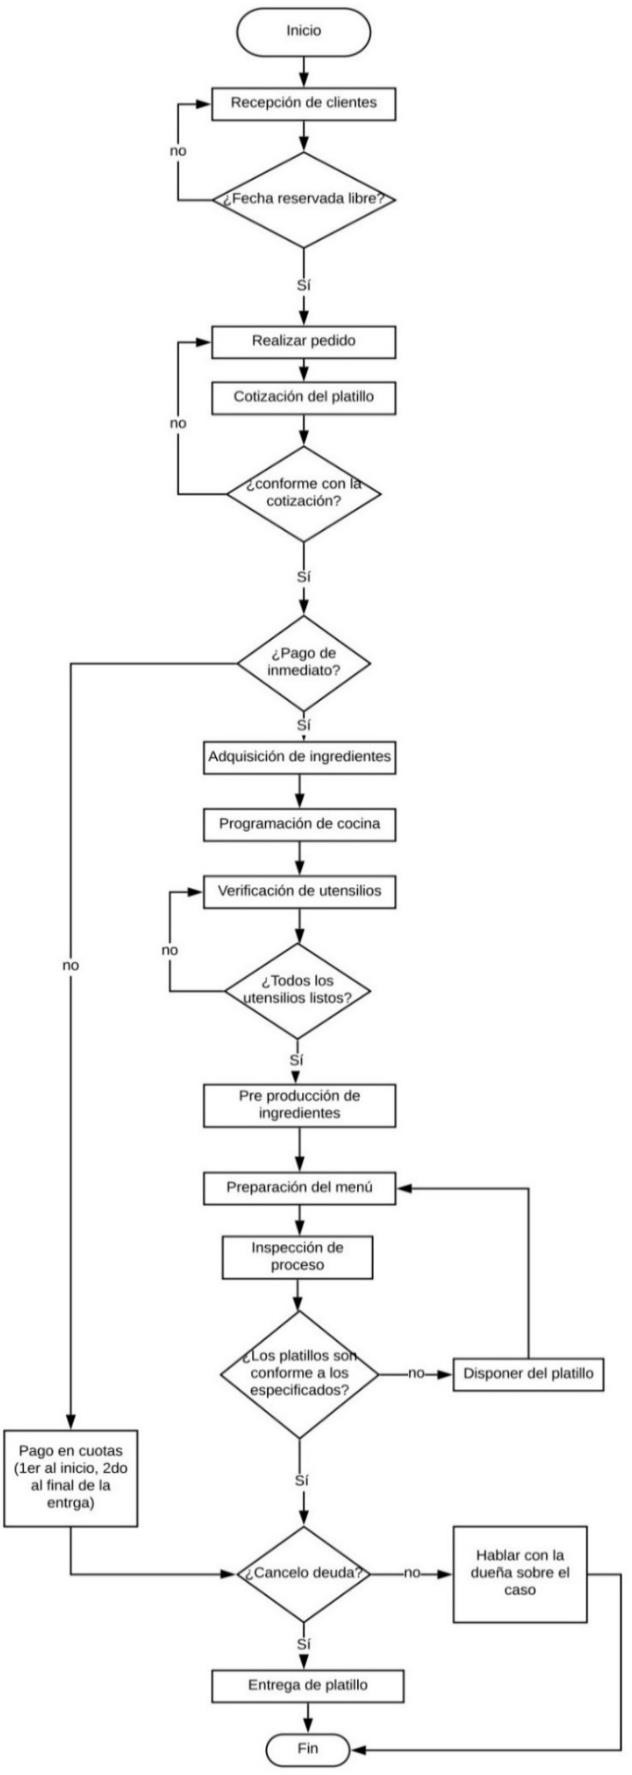 Inicio
Recepción de clientes
no
¿Fecha reservada libre?
Sí
Realizar pedido
Cotización del platillo
no
¿conforme con la
cotización?
Sí
¿Pago de
inmediato?
Sí
Adquisición de ingredientes
Programación de cocina
Verificación de utensilios
no
no
¿Todos los
utensilios listos?
Sí
Pre producción de
ingredientes
Preparación del menú
Inspección de
proceso
¿Los platillos son
conforme a los
especificados?
no
Disponer del platillo
Pago en cuotas
(1er al inicio, 2do
al final de la
entrga)
Sí
¿Cancelo deuda?
no
Hablar con la
dueña sobre el
caso
Sí
Entrega de platillo
Fin